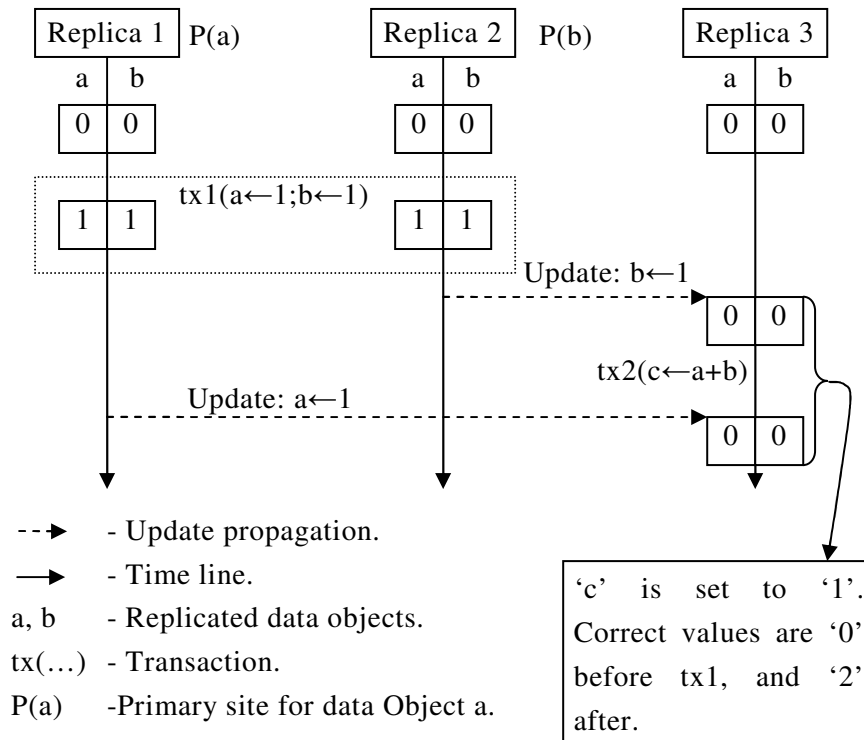 Replica 1 P(a) Replica 2 P(b) Replica 3
a b a b a b
0 0 0 0 0 0
tx1(a←1;b←1)
1 1 1 1
Update: b←1
0 0
tx2(c←a+b)
Update: a←1
0 0
- Update propagation.
- Time line.
a, b - Replicated data objects.
tx(…) - Transaction.
P(a) -Primary site for data Object a.
‘c’ is set to ‘1’.
Correct values are ‘0’
before tx1, and ‘2’
after.